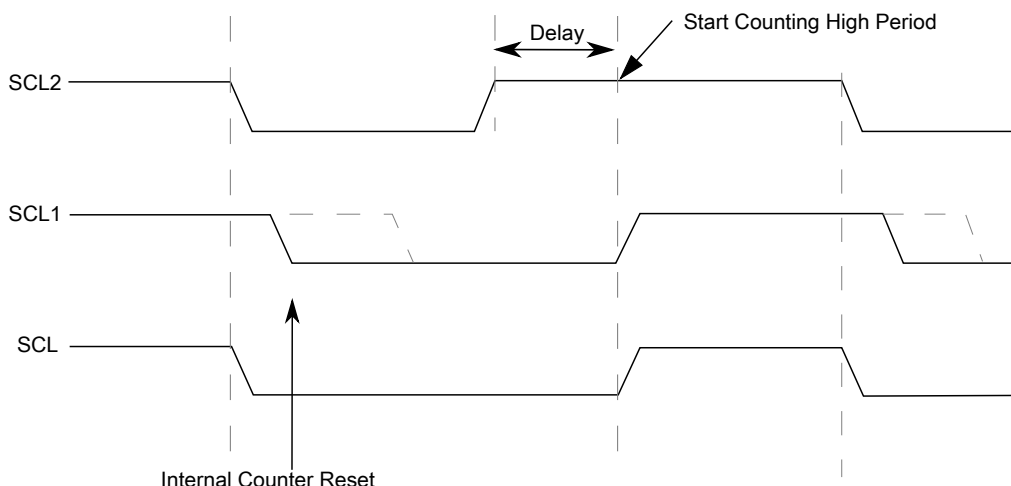 Delay
Start Counting High Period
SCL2
SCL1
SCL
Internal Counter Reset